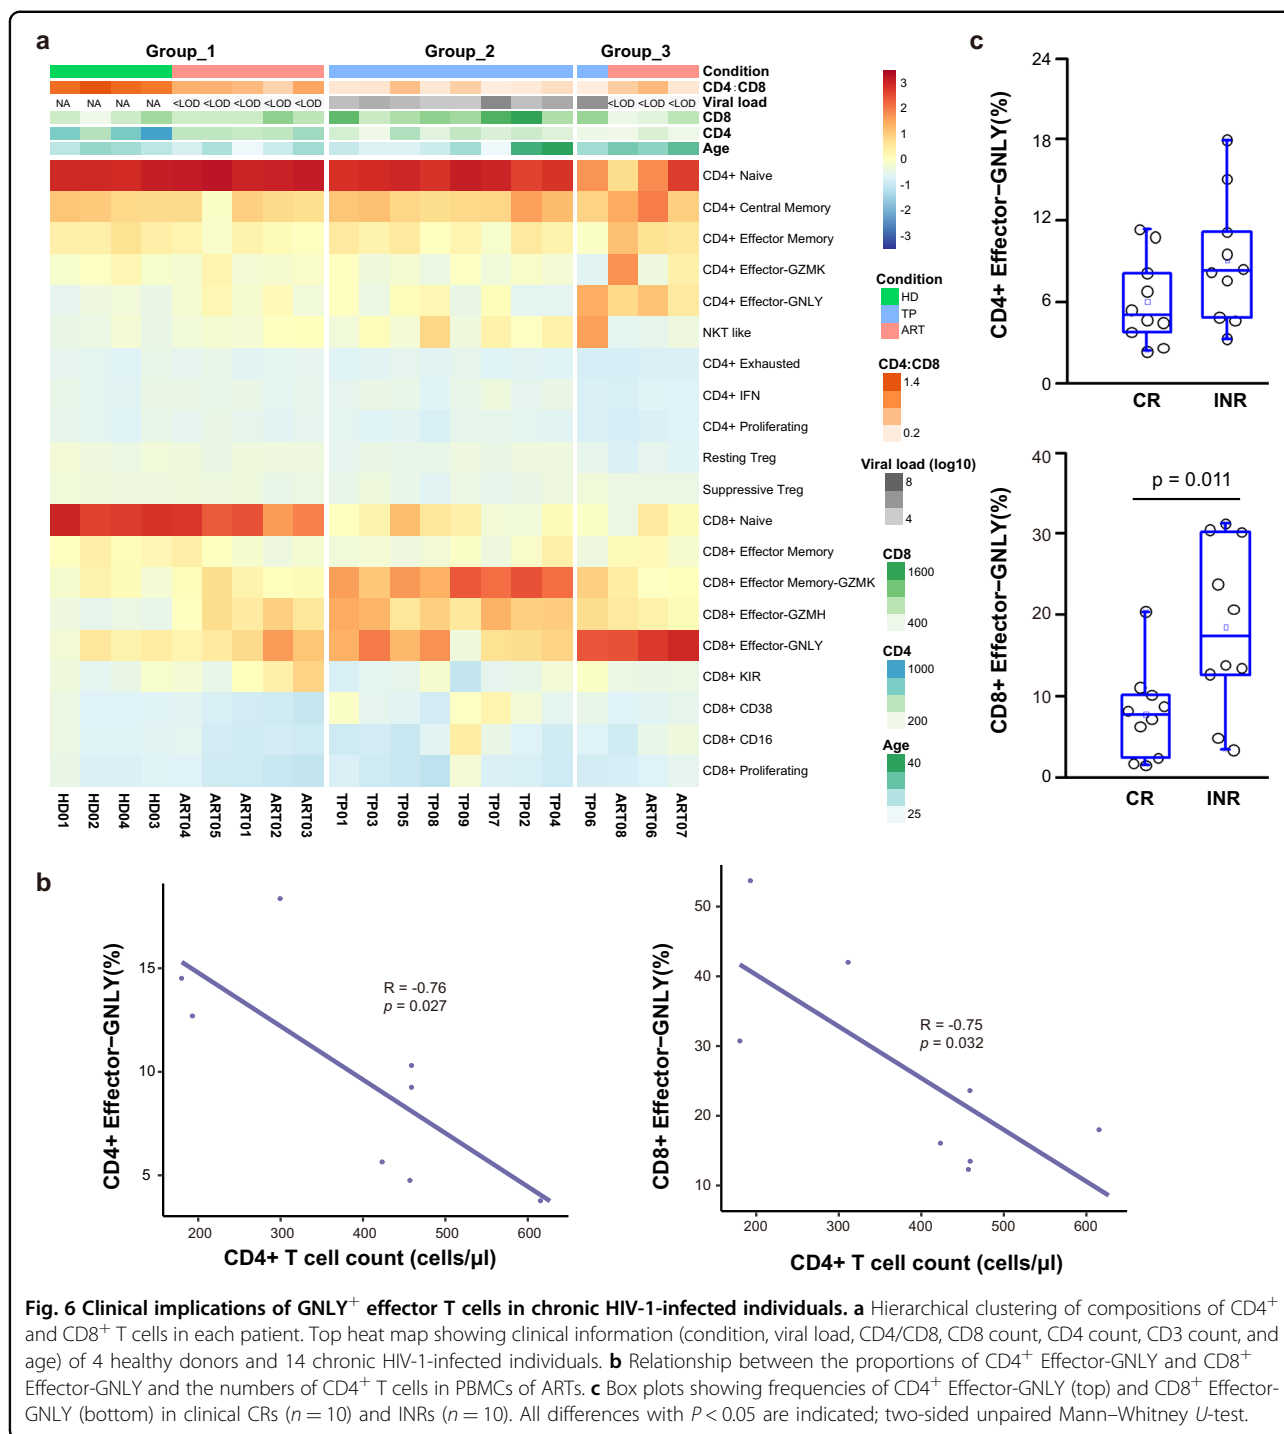 a
Group_1
Group_2
Group_3
Condition
CD4:CD8
NA NA NA NA <LOD <LOD <LOD <LOD <LOD
<LOD <LOD <LOD
Viral load
CD8
CD4
Age
CD4+ Naive
CD4+ Central Memory
CD4+ Effector Memory
CD4+ Effector-GZMK
CD4+ Effector-GNLY
NKT like
CD4+ Exhausted
CD4+ IFN
CD4+ Proliferating
Resting Treg
Suppressive Treg
CD8+ Naive
CD8+ Effector Memory
CD8+ Effector Memory-GZMK
CD8+ Effector-GZMH
CD8+ Effector-GNLY
CD8+ KIR
CD8+ CD38
CD8+ CD16
CD8+ Proliferating
HD01 HD02 HD04 HD03 ART04 ART05 ART01 ART02 ART03 TP01 TP03 TP05 TP08 TP09 TP07 TP02 TP04 TP06 ART08 ART06 ART07
3
2
1
0
-1
-2
-3
Condition
HD
TP
ART
CD4:CD8
1.4
0.2
Viral load (log10)
8
4
CD8
1600
400
CD4
1000
200
Age
40
25
c
CD4+ Effector–GNLY(%)
24
18
12
6
0
CR INR
CD8+ Effector–GNLY(%)
40
30
20
10
0
p = 0.011
CR INR
b
CD4+ Effector–GNLY(%)
15
10
5
R = -0.76
p = 0.027
200 300 400 500 600
CD4+ T cell count (cells/µl)
CD8+ Effector–GNLY(%)
50
40
30
20
10
R = -0.75
p = 0.032
200 300 400 500 600
CD4+ T cell count (cells/µl)
Fig. 6 Clinical implications of GNLY⁺ effector T cells in chronic HIV-1-infected individuals. a Hierarchical clustering of compositions of CD4⁺
and CD8⁺ T cells in each patient. Top heat map showing clinical information (condition, viral load, CD4/CD8, CD8 count, CD4 count, CD3 count, and
age) of 4 healthy donors and 14 chronic HIV-1-infected individuals. b Relationship between the proportions of CD4⁺ Effector-GNLY and CD8⁺
Effector-GNLY and the numbers of CD4⁺ T cells in PBMCs of ARTs. c Box plots showing frequencies of CD4⁺ Effector-GNLY (top) and CD8⁺ Effector-
GNLY (bottom) in clinical CRs (n = 10) and INRs (n = 10). All differences with P < 0.05 are indicated; two-sided unpaired Mann–Whitney U-test.